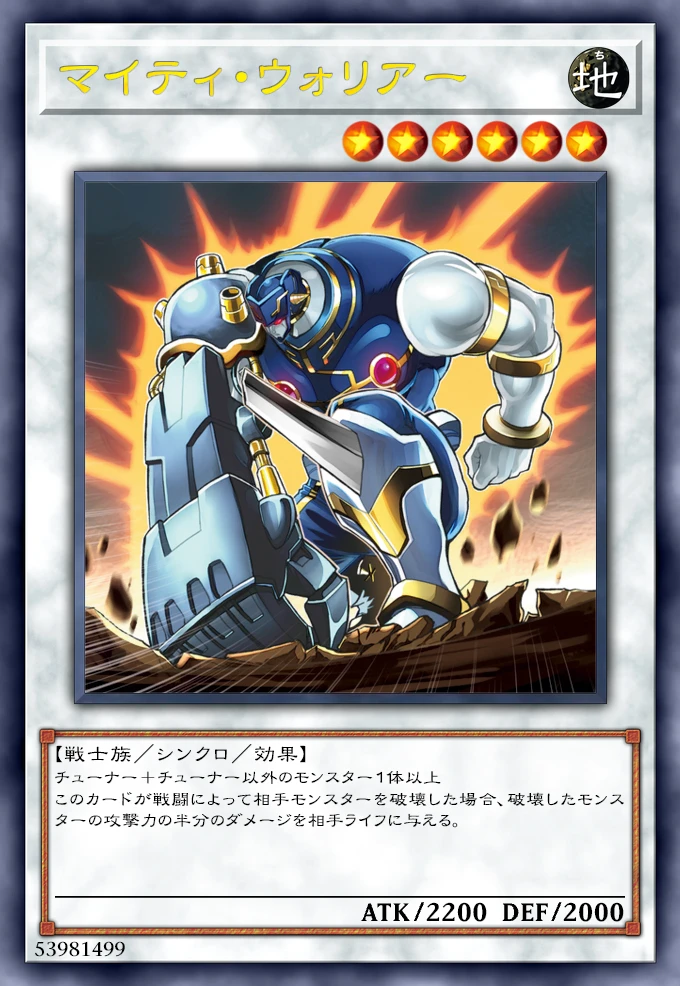 マイティ・ウォリアー
地
ち
【戦士族／シンクロ／効果】
チューナー＋チューナー以外のモンスター１体以上
このカードが戦闘によって相手モンスターを破壊した場合、破壊したモンス
ターの攻撃力の半分のダメージを相手ライフに与える。
ATK/2200 DEF/2000
53981499